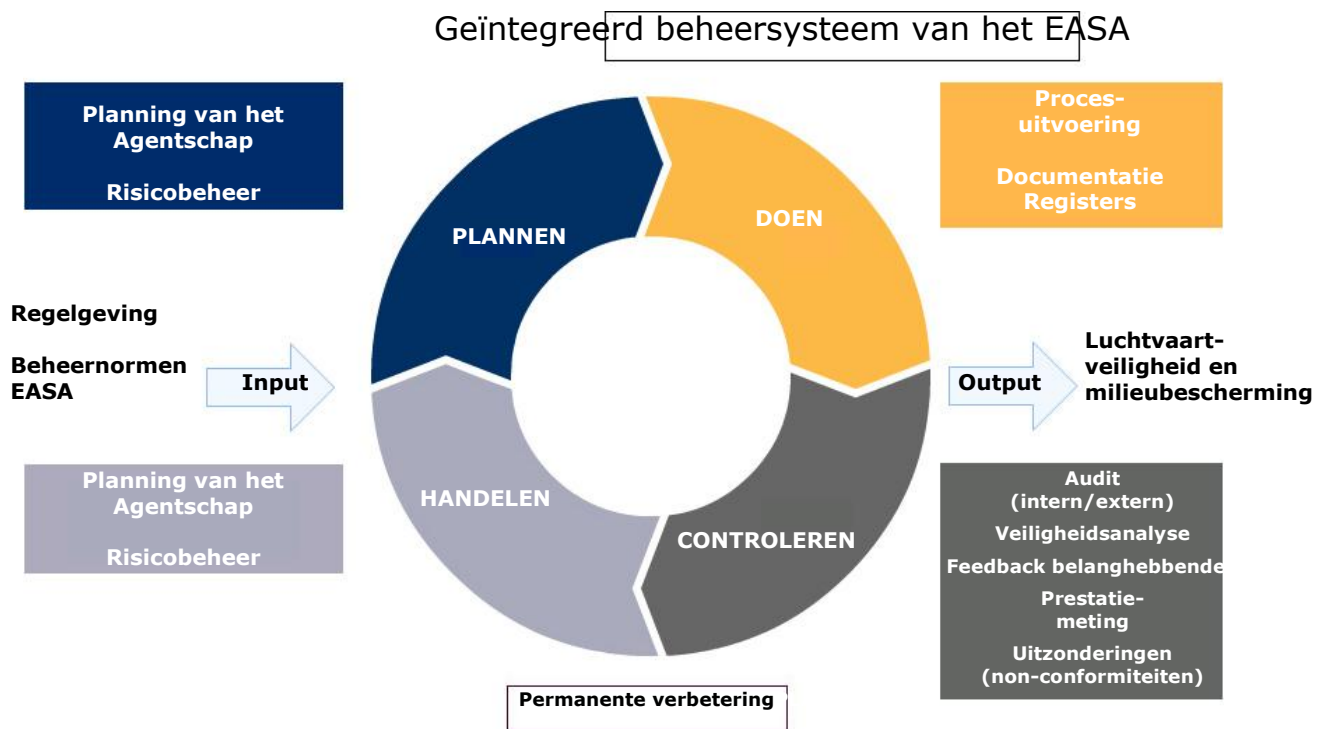 Geïntegreerd beheersysteem van het EASA
Planning van het
Agentschap
Risicobeheer
Proces-
uitvoering
Documentatie
Registers
PLANNEN
DOEN
Regelgeving
Beheernormen
EASA
Input
Output
Luchtvaart-
veiligheid en
milieubescherming
Planning van het
Agentschap
Risicobeheer
HANDELEN
CONTROLEREN
Audit
(intern/extern)
Veiligheidsanalyse
Feedback belanghebbende
Prestatie-
meting
Uitzonderingen
(non-conformiteiten)
Permanente verbetering